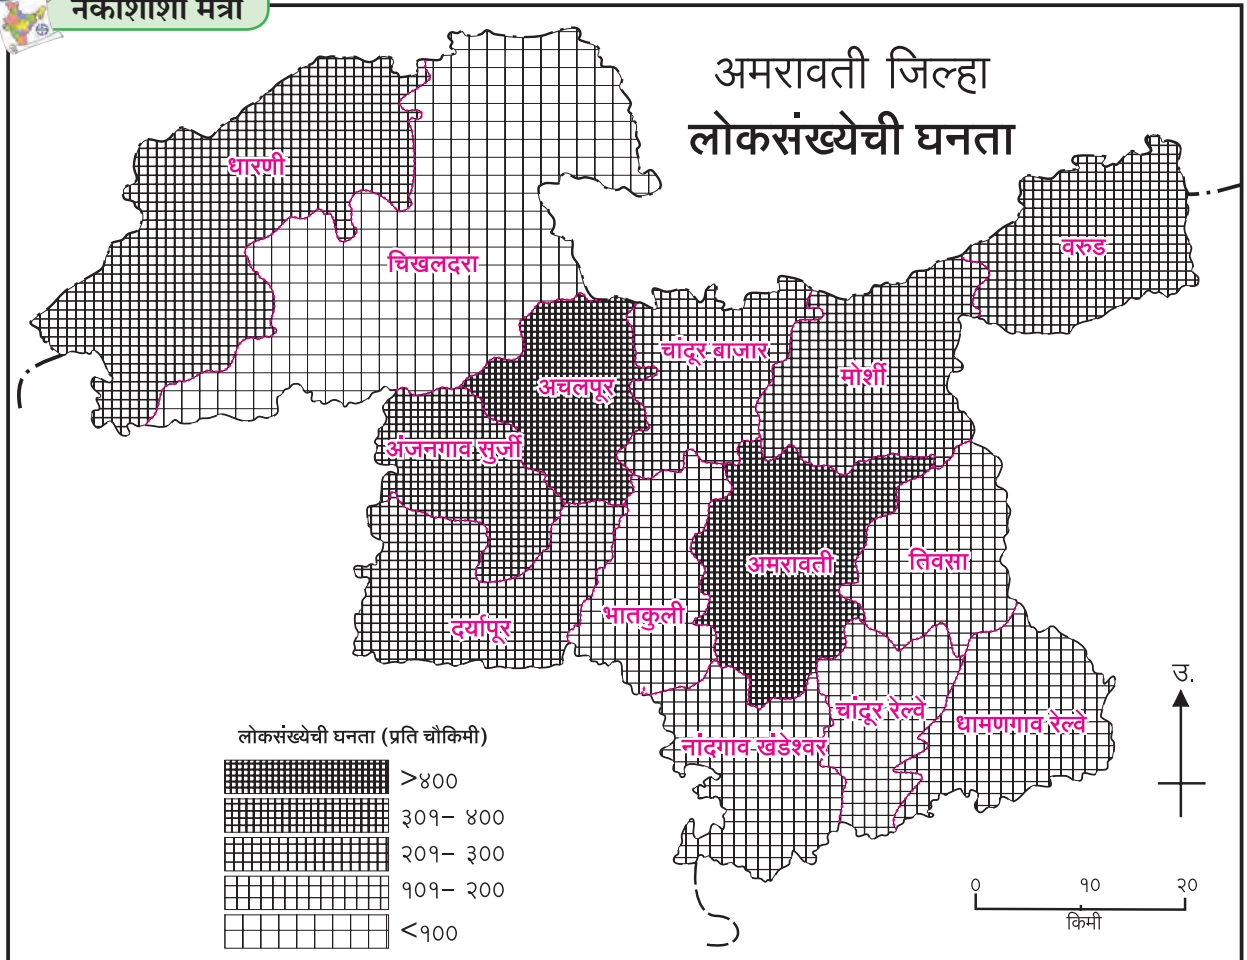 नकाशाशी मैत्री
अमरावती जिल्हा
लोकसंख्येची घनता
धारणी
वरुड
चिखलदरा
चांदूर बाजार
मोर्शी
अचलपूर
अंजनगाव सुर्जी
अमरावती
तिवसा
भातकुली
दर्यापूर
चांदूर रेल्वे
धामणगाव रेल्वे
नांदगाव खंडेश्वर
उ.
लोकसंख्येची घनता (प्रति चौकिमी)
>४००
३०१– ४००
२०१– ३००
१०१– २००
<१००
० १० २०
किमी